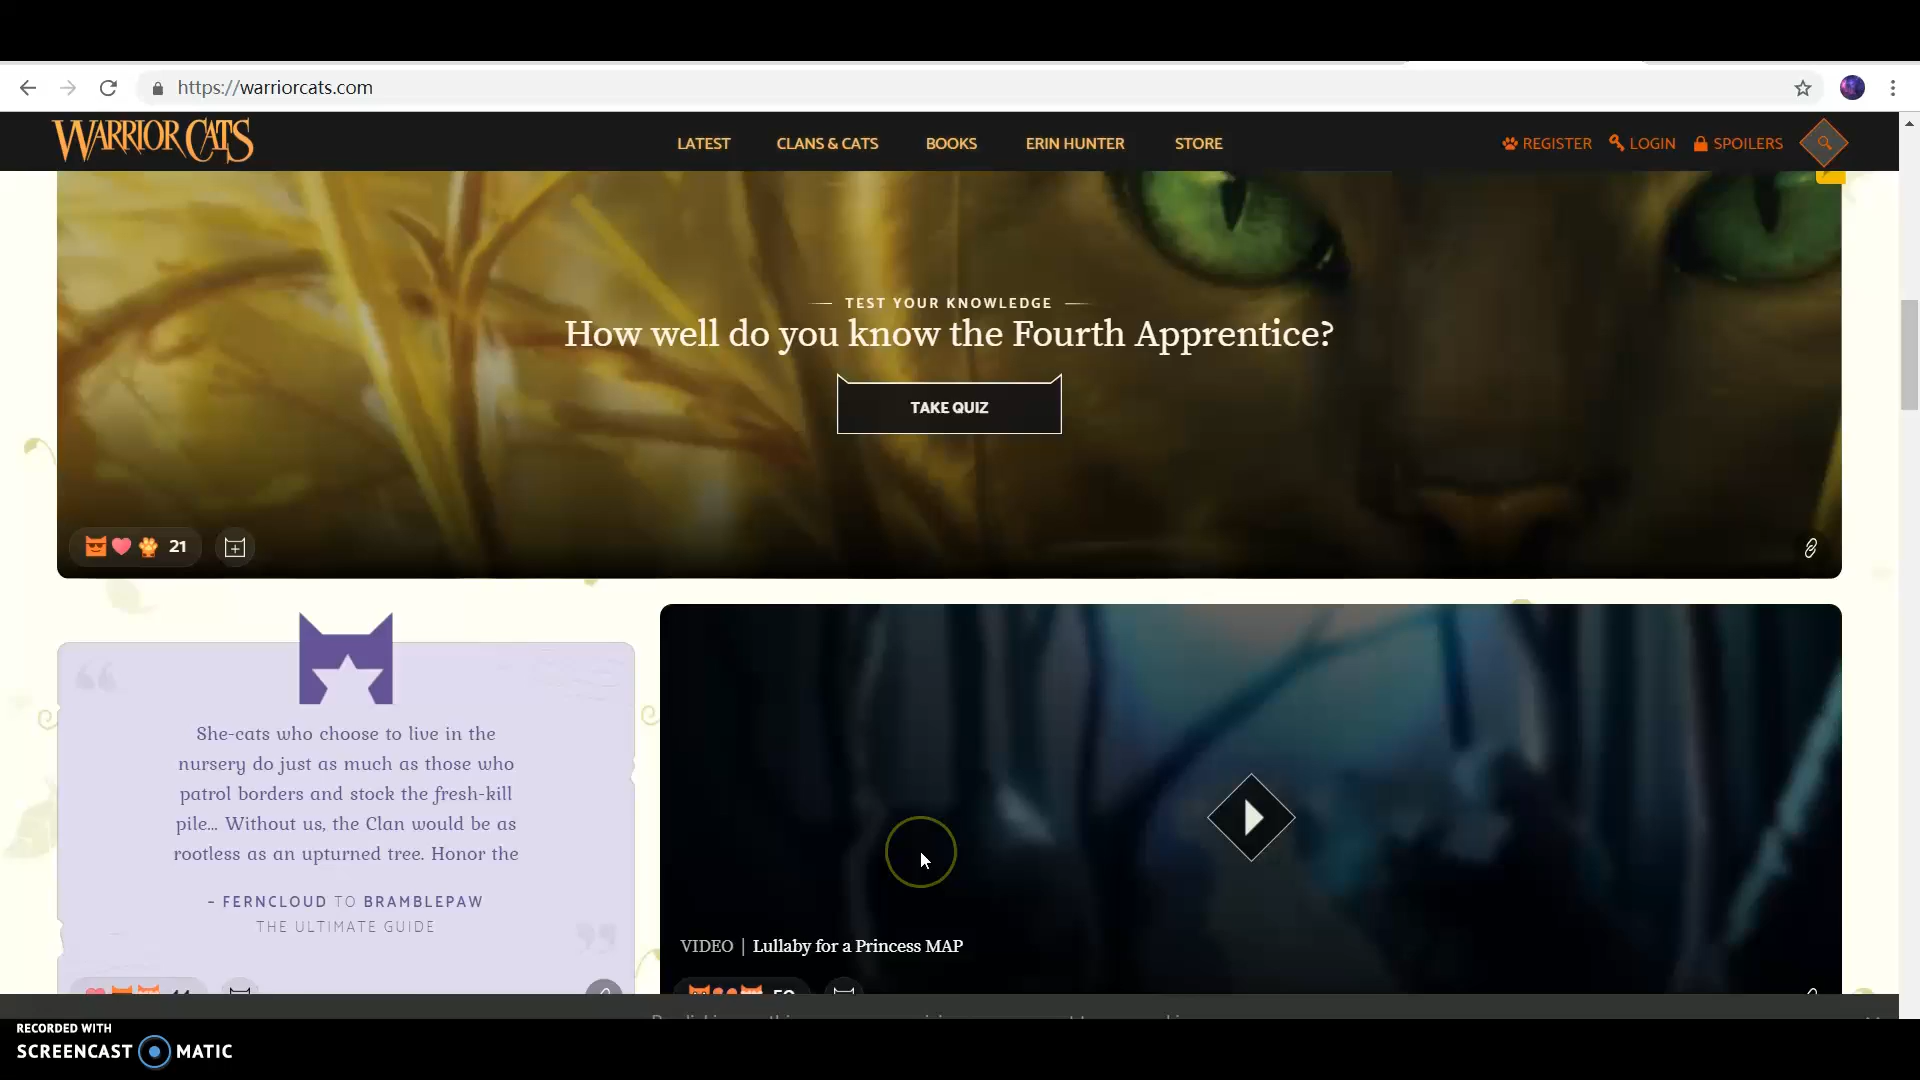 https://warriorcats.com
WARRIOR CATS
LATEST CLANS & CATS BOOKS ERIN HUNTER STORE
REGISTER LOGIN SPOILERS
TEST YOUR KNOWLEDGE
How well do you know the Fourth Apprentice?
TAKE QUIZ
21
She-cats who choose to live in the
nursery do just as much as those who
patrol borders and stock the fresh-kill
pile... Without us, the Clan would be as
rootless as an upturned tree. Honor the
– FERNCLOUD TO BRAMBLEPAW
THE ULTIMATE GUIDE
VIDEO | Lullaby for a Princess MAP
RECORDED WITH
SCREENCAST MATIC